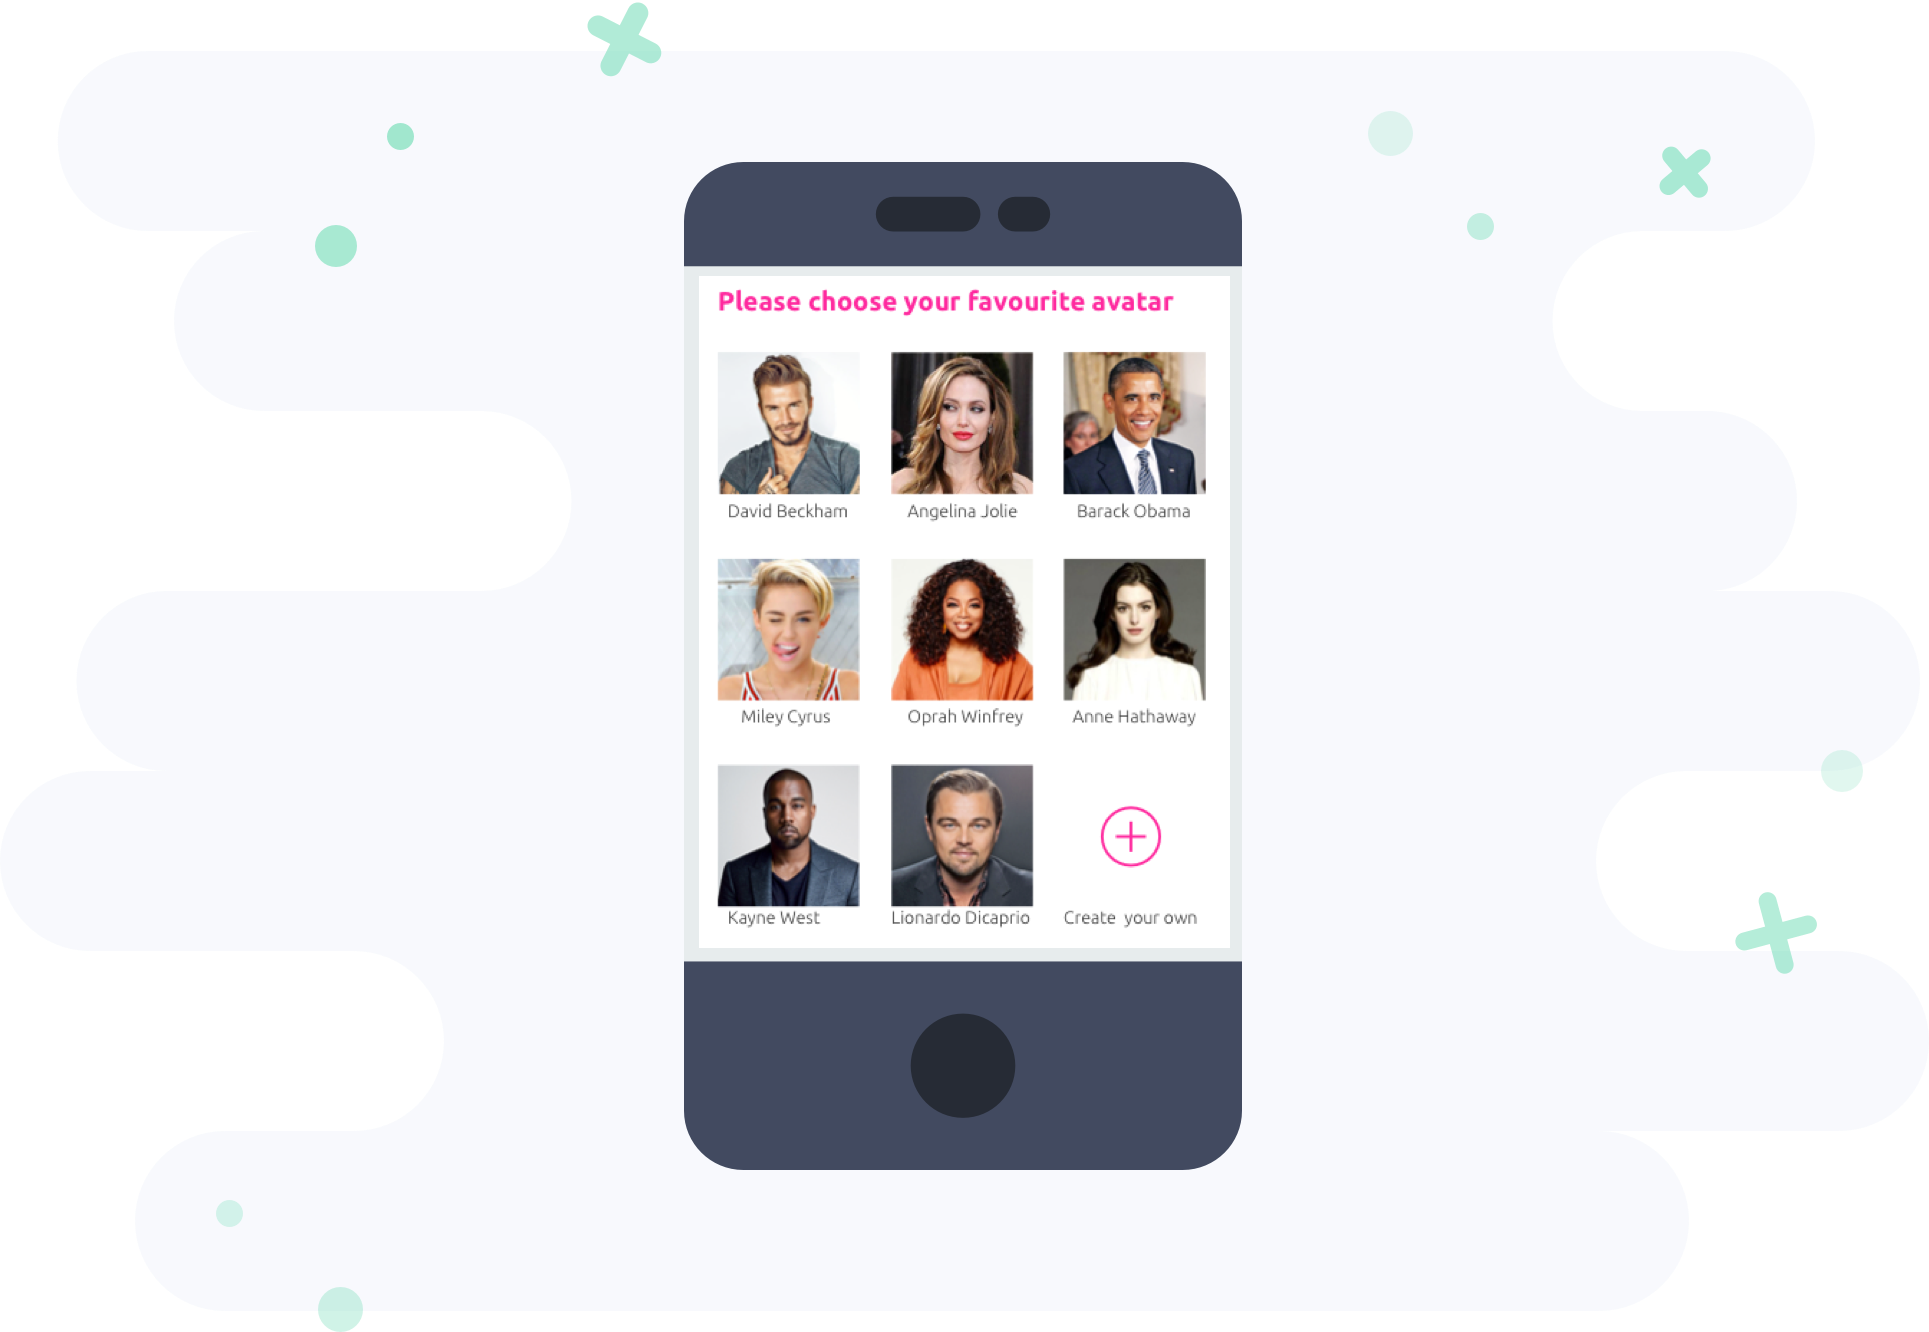 Please choose your favourite avatar
David Beckham
Angelina Jolie
Barack Obama
Miley Cyrus
Oprah Winfrey
Anne Hathaway
Kayne West
Lionardo Dicaprio
Create your own